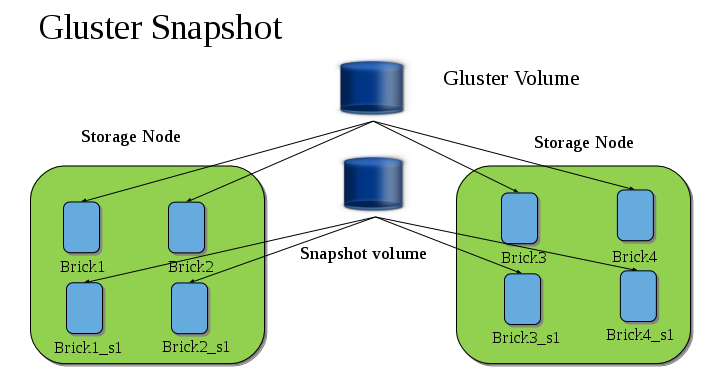 Gluster Snapshot
Gluster Volume
Storage Node
Storage Node
Snapshot volume
Brick1
Brick2
Brick3
Brick4
Brick1_s1
Brick2_s1
Brick3_s1
Brick4_s1